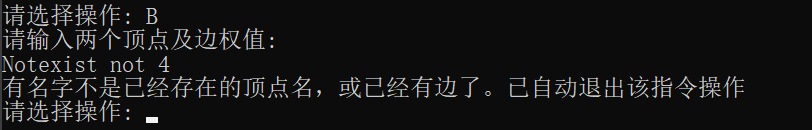 请选择操作: B
请输入两个顶点及边权值:
Notexist not 4
有名字不是已经存在的顶点名，或已经有边了。已自动退出该指令操作
请选择操作: